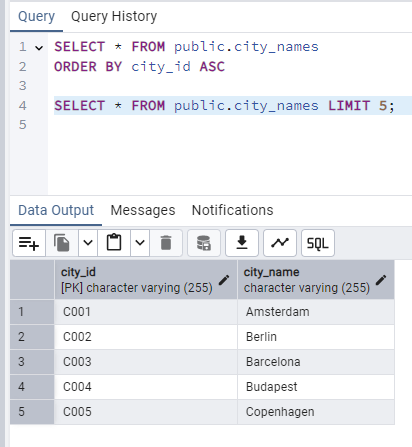 Query Query History
1 SELECT * FROM public.city_names
2 ORDER BY city_id ASC
3
4 SELECT * FROM public.city_names LIMIT 5;
5
Data Output Messages Notifications
SQL
city_id city_name
[PK] character varying (255) character varying (255)
1 C001 Amsterdam
2 C002 Berlin
3 C003 Barcelona
4 C004 Budapest
5 C005 Copenhagen